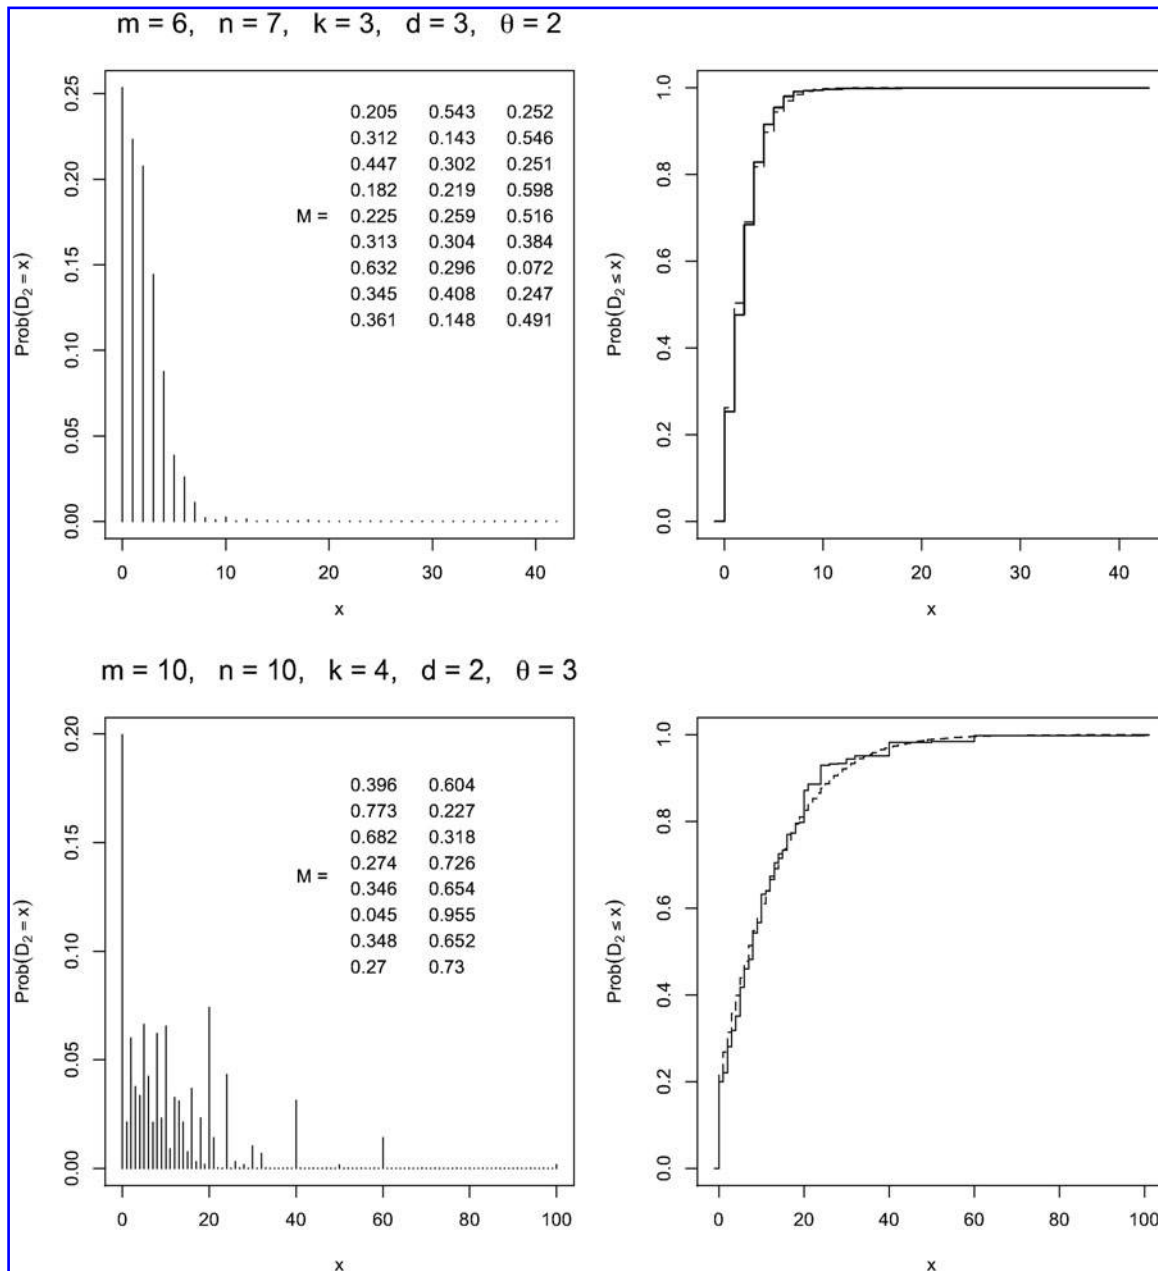 m = 6, n = 7, k = 3, d = 3, θ = 2
Prob(D₂ = x)
0.00 0.05 0.10 0.15 0.20 0.25
0.205 0.543 0.252
0.312 0.143 0.546
0.447 0.302 0.251
0.182 0.219 0.598
M = 0.225 0.259 0.516
0.313 0.304 0.384
0.632 0.296 0.072
0.345 0.408 0.247
0.361 0.148 0.491
0 10 20 30 40
x
Prob(D₂ ≤ x)
0.0 0.2 0.4 0.6 0.8 1.0
0 10 20 30 40
x
m = 10, n = 10, k = 4, d = 2, θ = 3
Prob(D₂ = x)
0.00 0.05 0.10 0.15 0.20
0.396 0.604
0.773 0.227
0.682 0.318
0.274 0.726
M =
0.346 0.654
0.045 0.955
0.348 0.652
0.27 0.73
0 20 40 60 80 100
x
Prob(D₂ ≤ x)
0.0 0.2 0.4 0.6 0.8 1.0
0 20 40 60 80 100
x